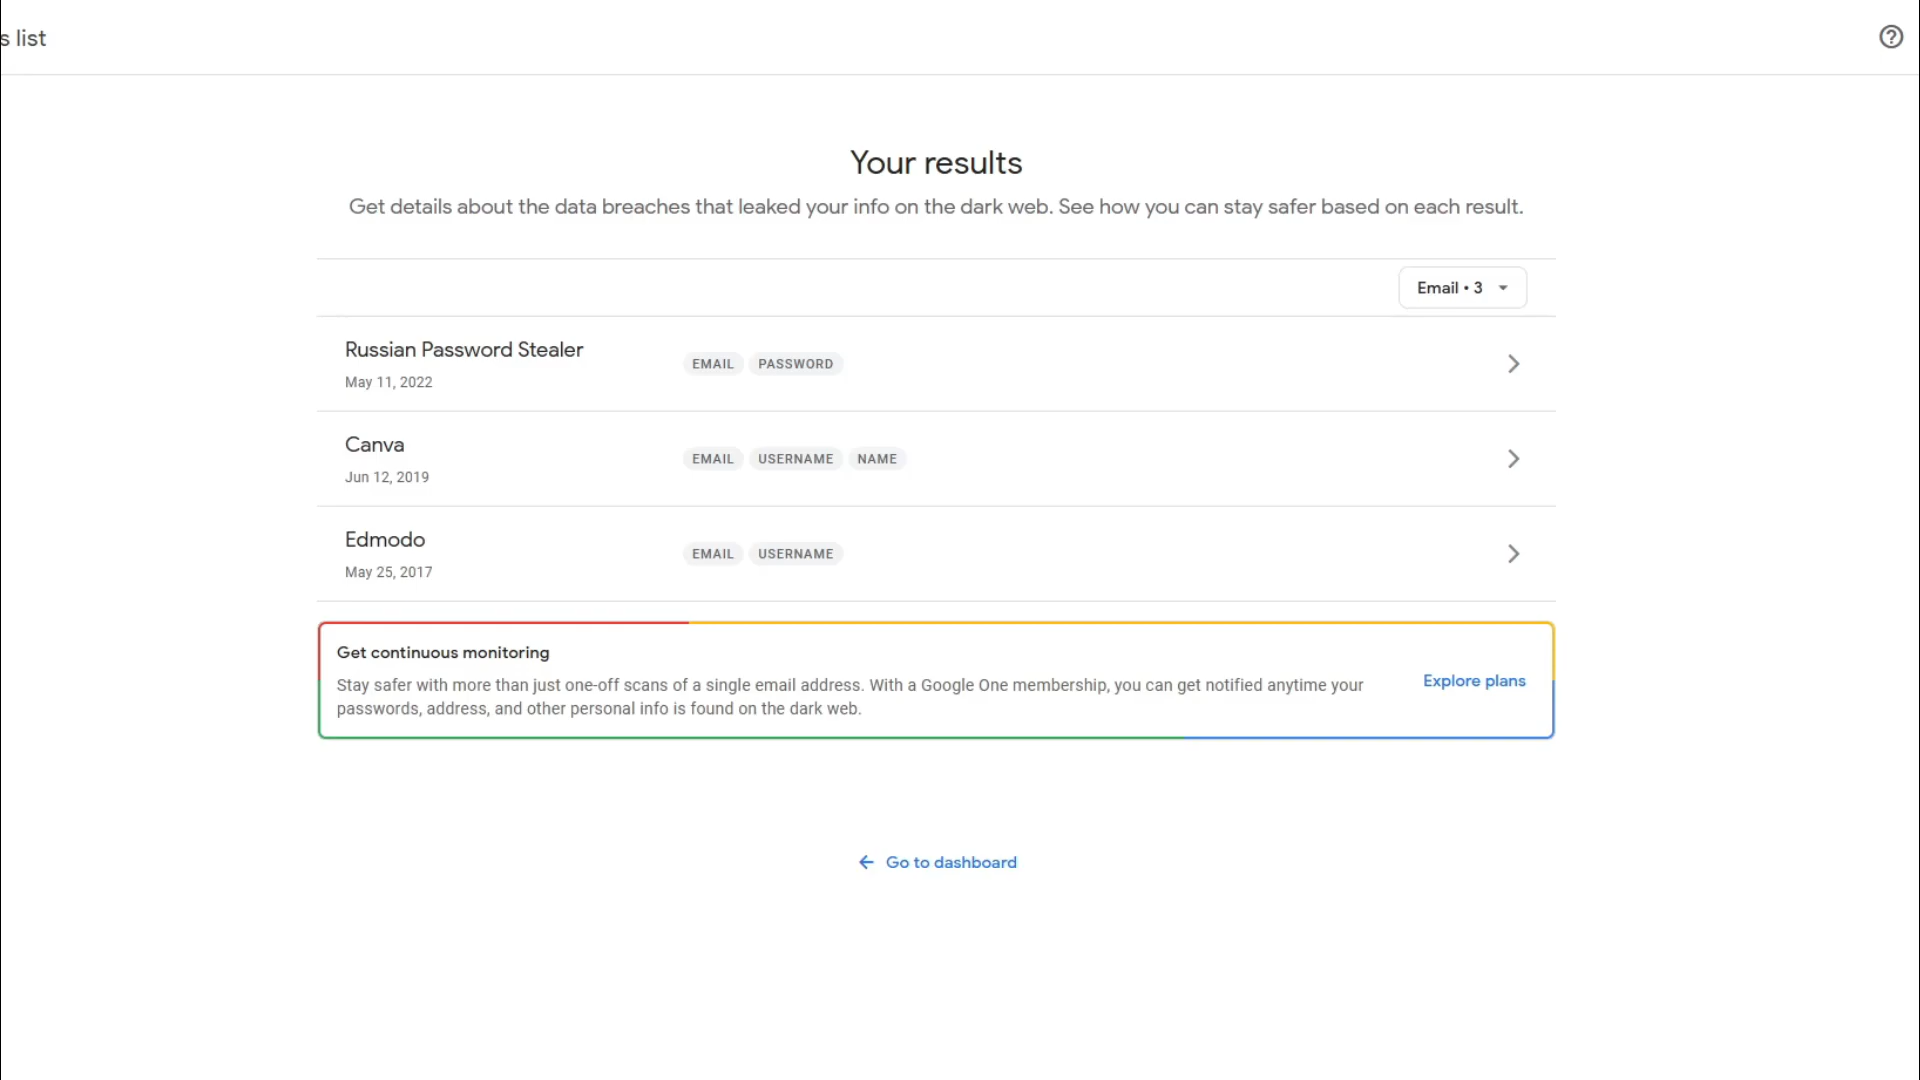 s list
Your results
Get details about the data breaches that leaked your info on the dark web. See how you can stay safer based on each result.
Email • 3
Russian Password Stealer
EMAIL PASSWORD
May 11, 2022
Canva
EMAIL USERNAME NAME
Jun 12, 2019
Edmodo
EMAIL USERNAME
May 25, 2017
Get continuous monitoring
Stay safer with more than just one-off scans of a single email address. With a Google One membership, you can get notified anytime your
passwords, address, and other personal info is found on the dark web.
Explore plans
Go to dashboard